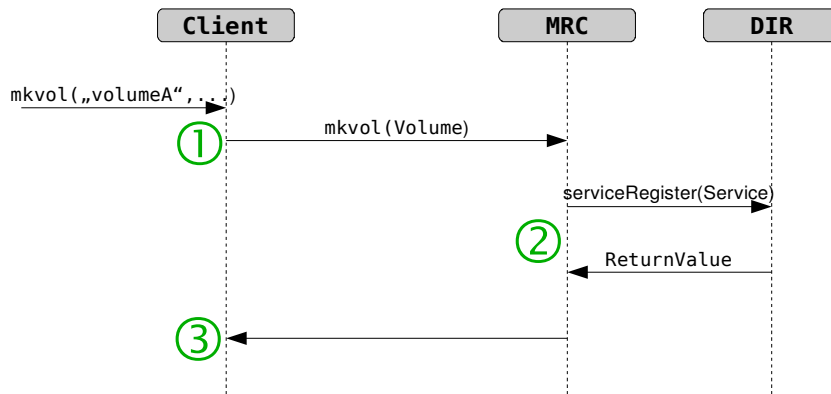 Client MRC DIR
mkvol(„volumeA“,...)
① mkvol(Volume)
serviceRegister(Service)
② ReturnValue
③